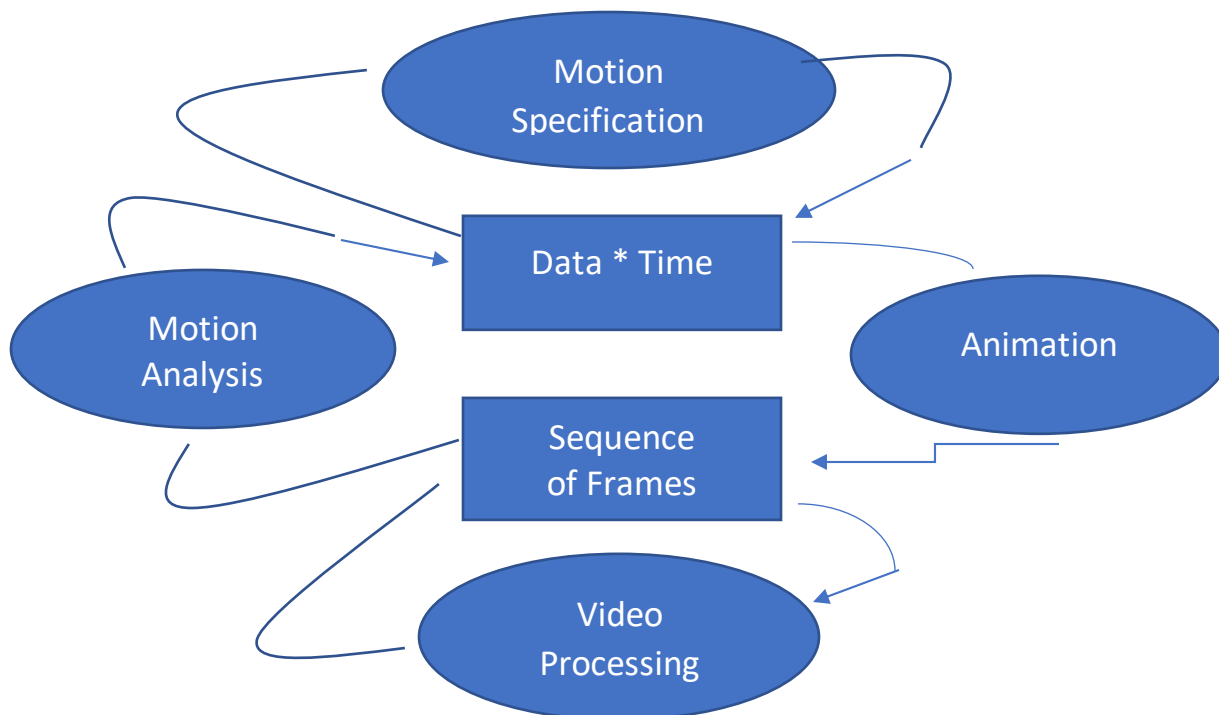 Motion
Specification
Data * Time
Motion
Analysis
Animation
Sequence
of Frames
Video
Processing